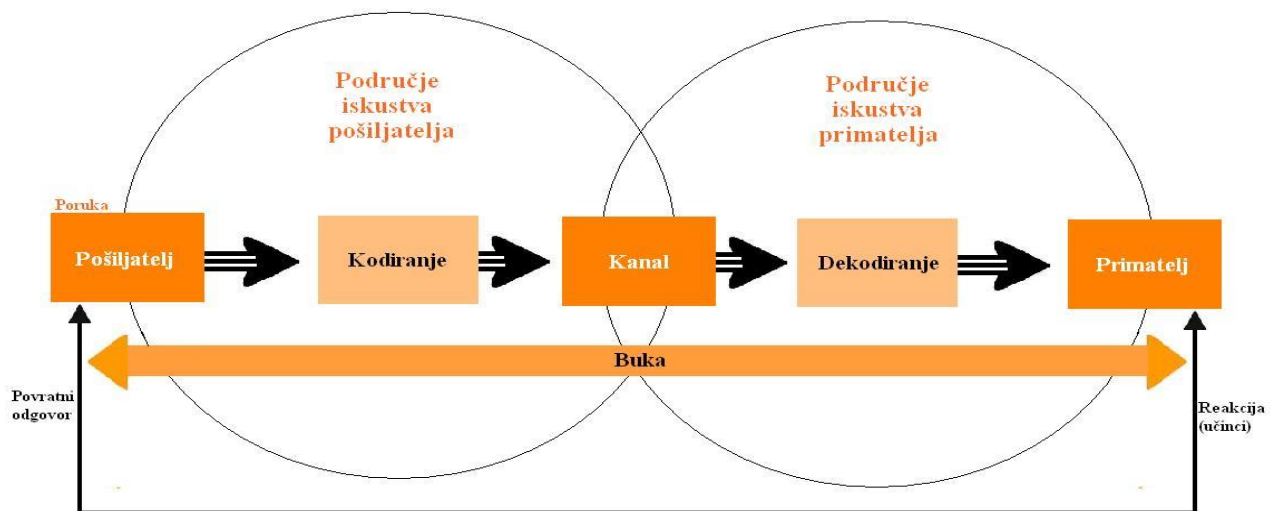 Područje
iskustva
pošiljatelja
Područje
iskustva
primatelja
Poruka
Pošiljatelj
Kodiranje
Kanal
Dekodiranje
Primatelj
Buka
Povratni
odgovor
Reakcija
(učinci)